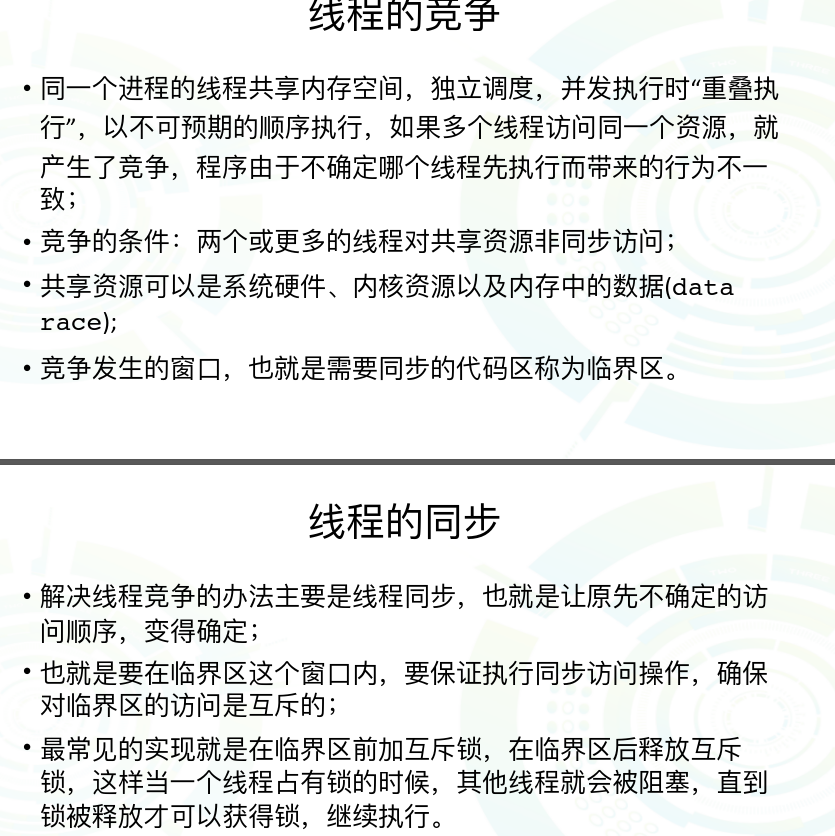 线程的竞争
• 同一个进程的线程共享内存空间，独立调度，并发执行时“重叠执
行”，以不可预期的顺序执行，如果多个线程访问同一个资源，就
产生了竞争，程序由于不确定哪个线程先执行而带来的行为不一
致；
• 竞争的条件：两个或更多的线程对共享资源非同步访问；
• 共享资源可以是系统硬件、内核资源以及内存中的数据(data
race);
• 竞争发生的窗口，也就是需要同步的代码区称为临界区。
线程的同步
• 解决线程竞争的办法主要是线程同步，也就是让原先不确定的访
问顺序，变得确定；
• 也就是要在临界区这个窗口内，要保证执行同步访问操作，确保
对临界区的访问是互斥的；
• 最常见的实现就是在临界区前加互斥锁，在临界区后释放互斥
锁，这样当一个线程占有锁的时候，其他线程就会被阻塞，直到
锁被释放才可以获得锁，继续执行。